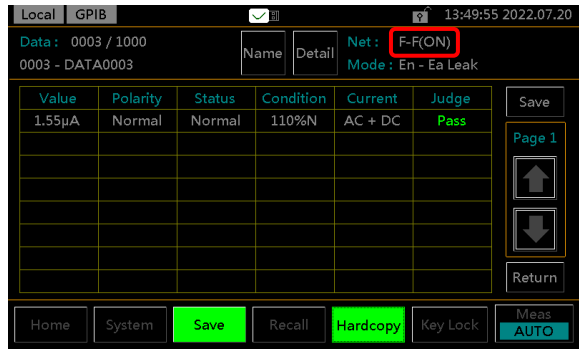 Local GPIB 13:49:55 2022.07.20
Data : 0003 / 1000 Name Detail Net : F-F(ON)
0003 - DATA0003 Mode : En - Ea Leak
Value Polarity Status Condition Current Judge Save
1.55µA Normal Normal 110%N AC + DC Pass
Page 1
Return
Home System Save Recall Hardcopy Key Lock Meas
AUTO